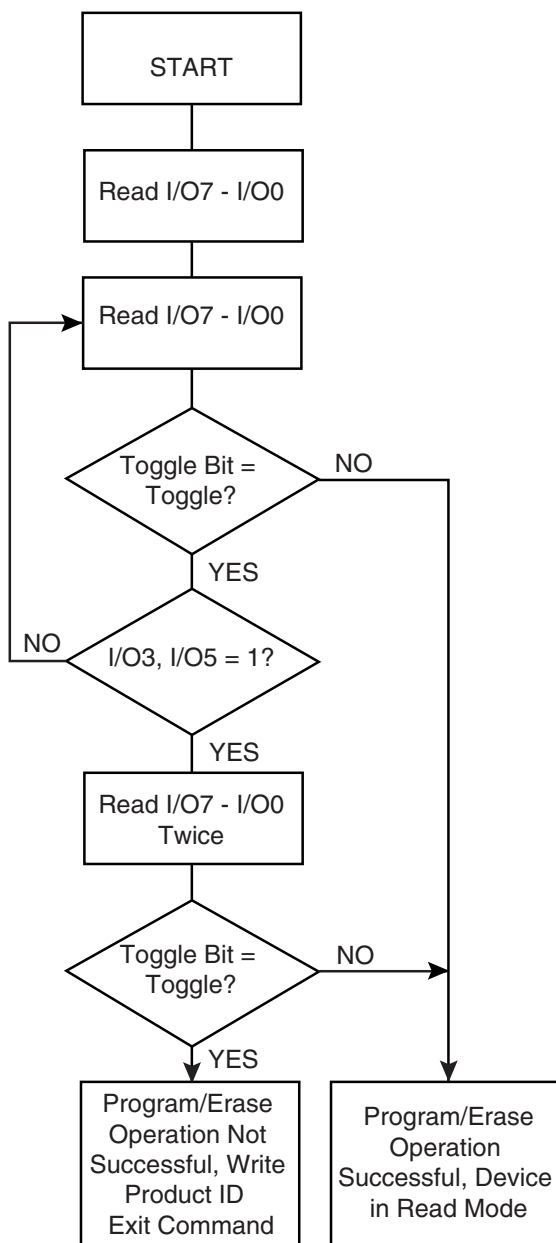 START
Read I/O7 - I/O0
Read I/O7 - I/O0
Toggle Bit =
Toggle?
NO
YES
NO
I/O3, I/O5 = 1?
YES
Read I/O7 - I/O0
Twice
Toggle Bit =
Toggle?
NO
YES
Program/Erase
Operation Not
Successful, Write
Product ID
Exit Command
Program/Erase
Operation
Successful, Device
in Read Mode